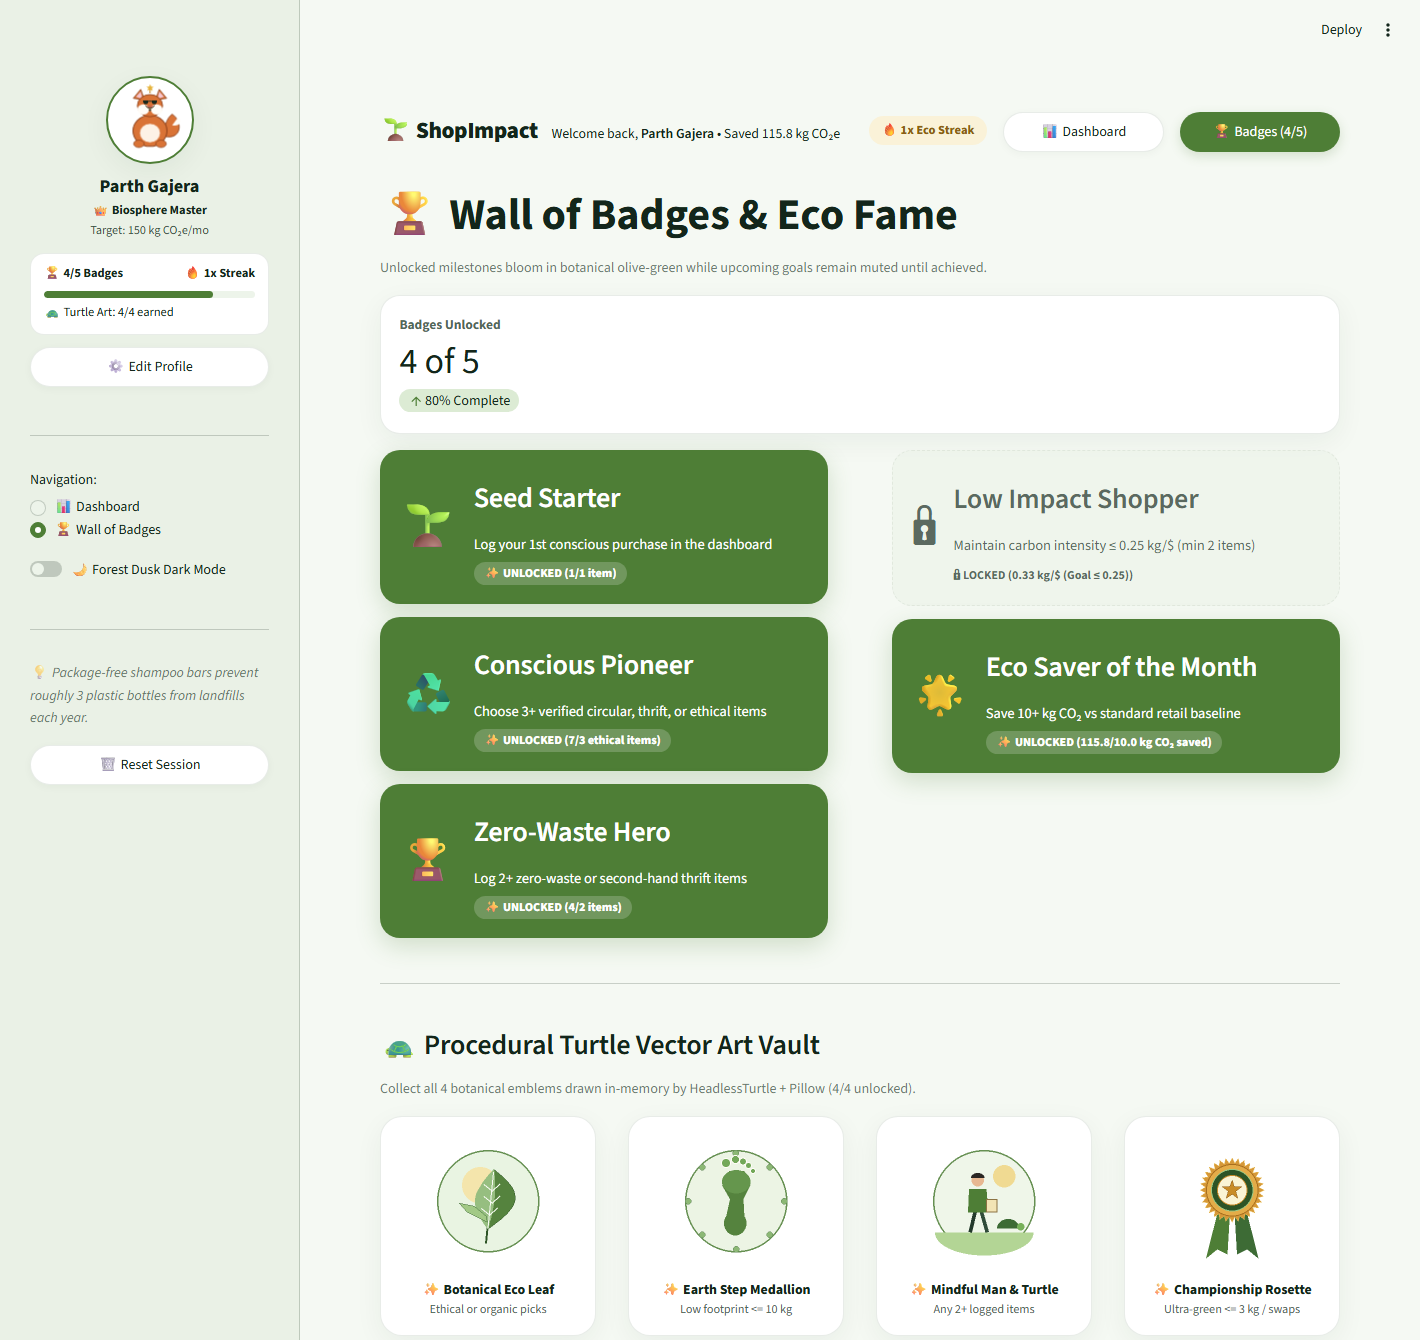 Deploy
Parth Gajera
Biosphere Master
Target: 150 kg CO₂e/mo
4/5 Badges
1x Streak
Turtle Art: 4/4 earned
Edit Profile
Navigation:
Dashboard
Wall of Badges
Forest Dusk Dark Mode
Package-free shampoo bars prevent
roughly 3 plastic bottles from landfills
each year.
Reset Session
ShopImpact
Welcome back, Parth Gajera • Saved 115.8 kg CO₂e
1x Eco Streak
Dashboard
Badges (4/5)
Wall of Badges & Eco Fame
Unlocked milestones bloom in botanical olive-green while upcoming goals remain muted until achieved.
Badges Unlocked
4 of 5
↑ 80% Complete
Seed Starter
Log your 1st conscious purchase in the dashboard
✨ UNLOCKED (1/1 item)
Low Impact Shopper
Maintain carbon intensity ≤ 0.25 kg/$ (min 2 items)
🔒 LOCKED (0.33 kg/$ (Goal ≤ 0.25))
Conscious Pioneer
Choose 3+ verified circular, thrift, or ethical items
✨ UNLOCKED (7/3 ethical items)
Eco Saver of the Month
Save 10+ kg CO₂ vs standard retail baseline
✨ UNLOCKED (115.8/10.0 kg CO₂ saved)
Zero-Waste Hero
Log 2+ zero-waste or second-hand thrift items
✨ UNLOCKED (4/2 items)
Procedural Turtle Vector Art Vault
Collect all 4 botanical emblems drawn in-memory by HeadlessTurtle + Pillow (4/4 unlocked).
✨ Botanical Eco Leaf
Ethical or organic picks
✨ Earth Step Medallion
Low footprint <= 10 kg
✨ Mindful Man & Turtle
Any 2+ logged items
✨ Championship Rosette
Ultra-green <= 3 kg / swaps